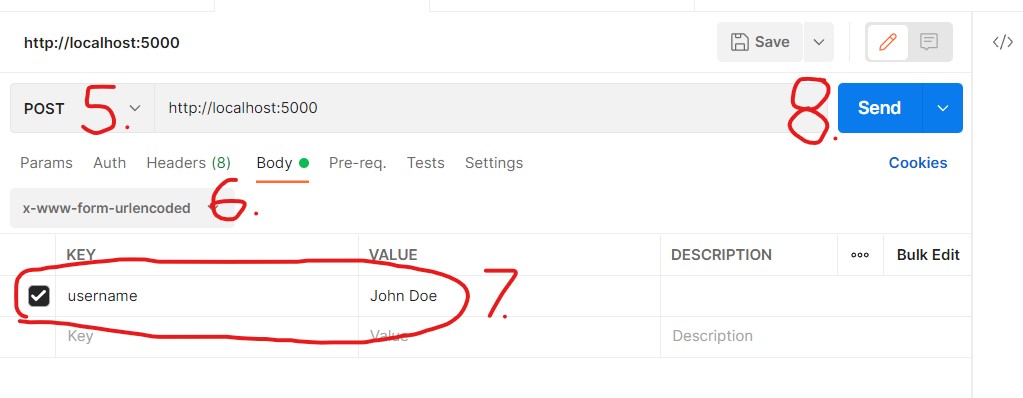 http://localhost:5000 Save
POST 5. http://localhost:5000 8. Send
Params Auth Headers (8) Body Pre-req. Tests Settings Cookies
x-www-form-urlencoded 6.
KEY VALUE DESCRIPTION ooo Bulk Edit
username John Doe 7.
Key Value Description